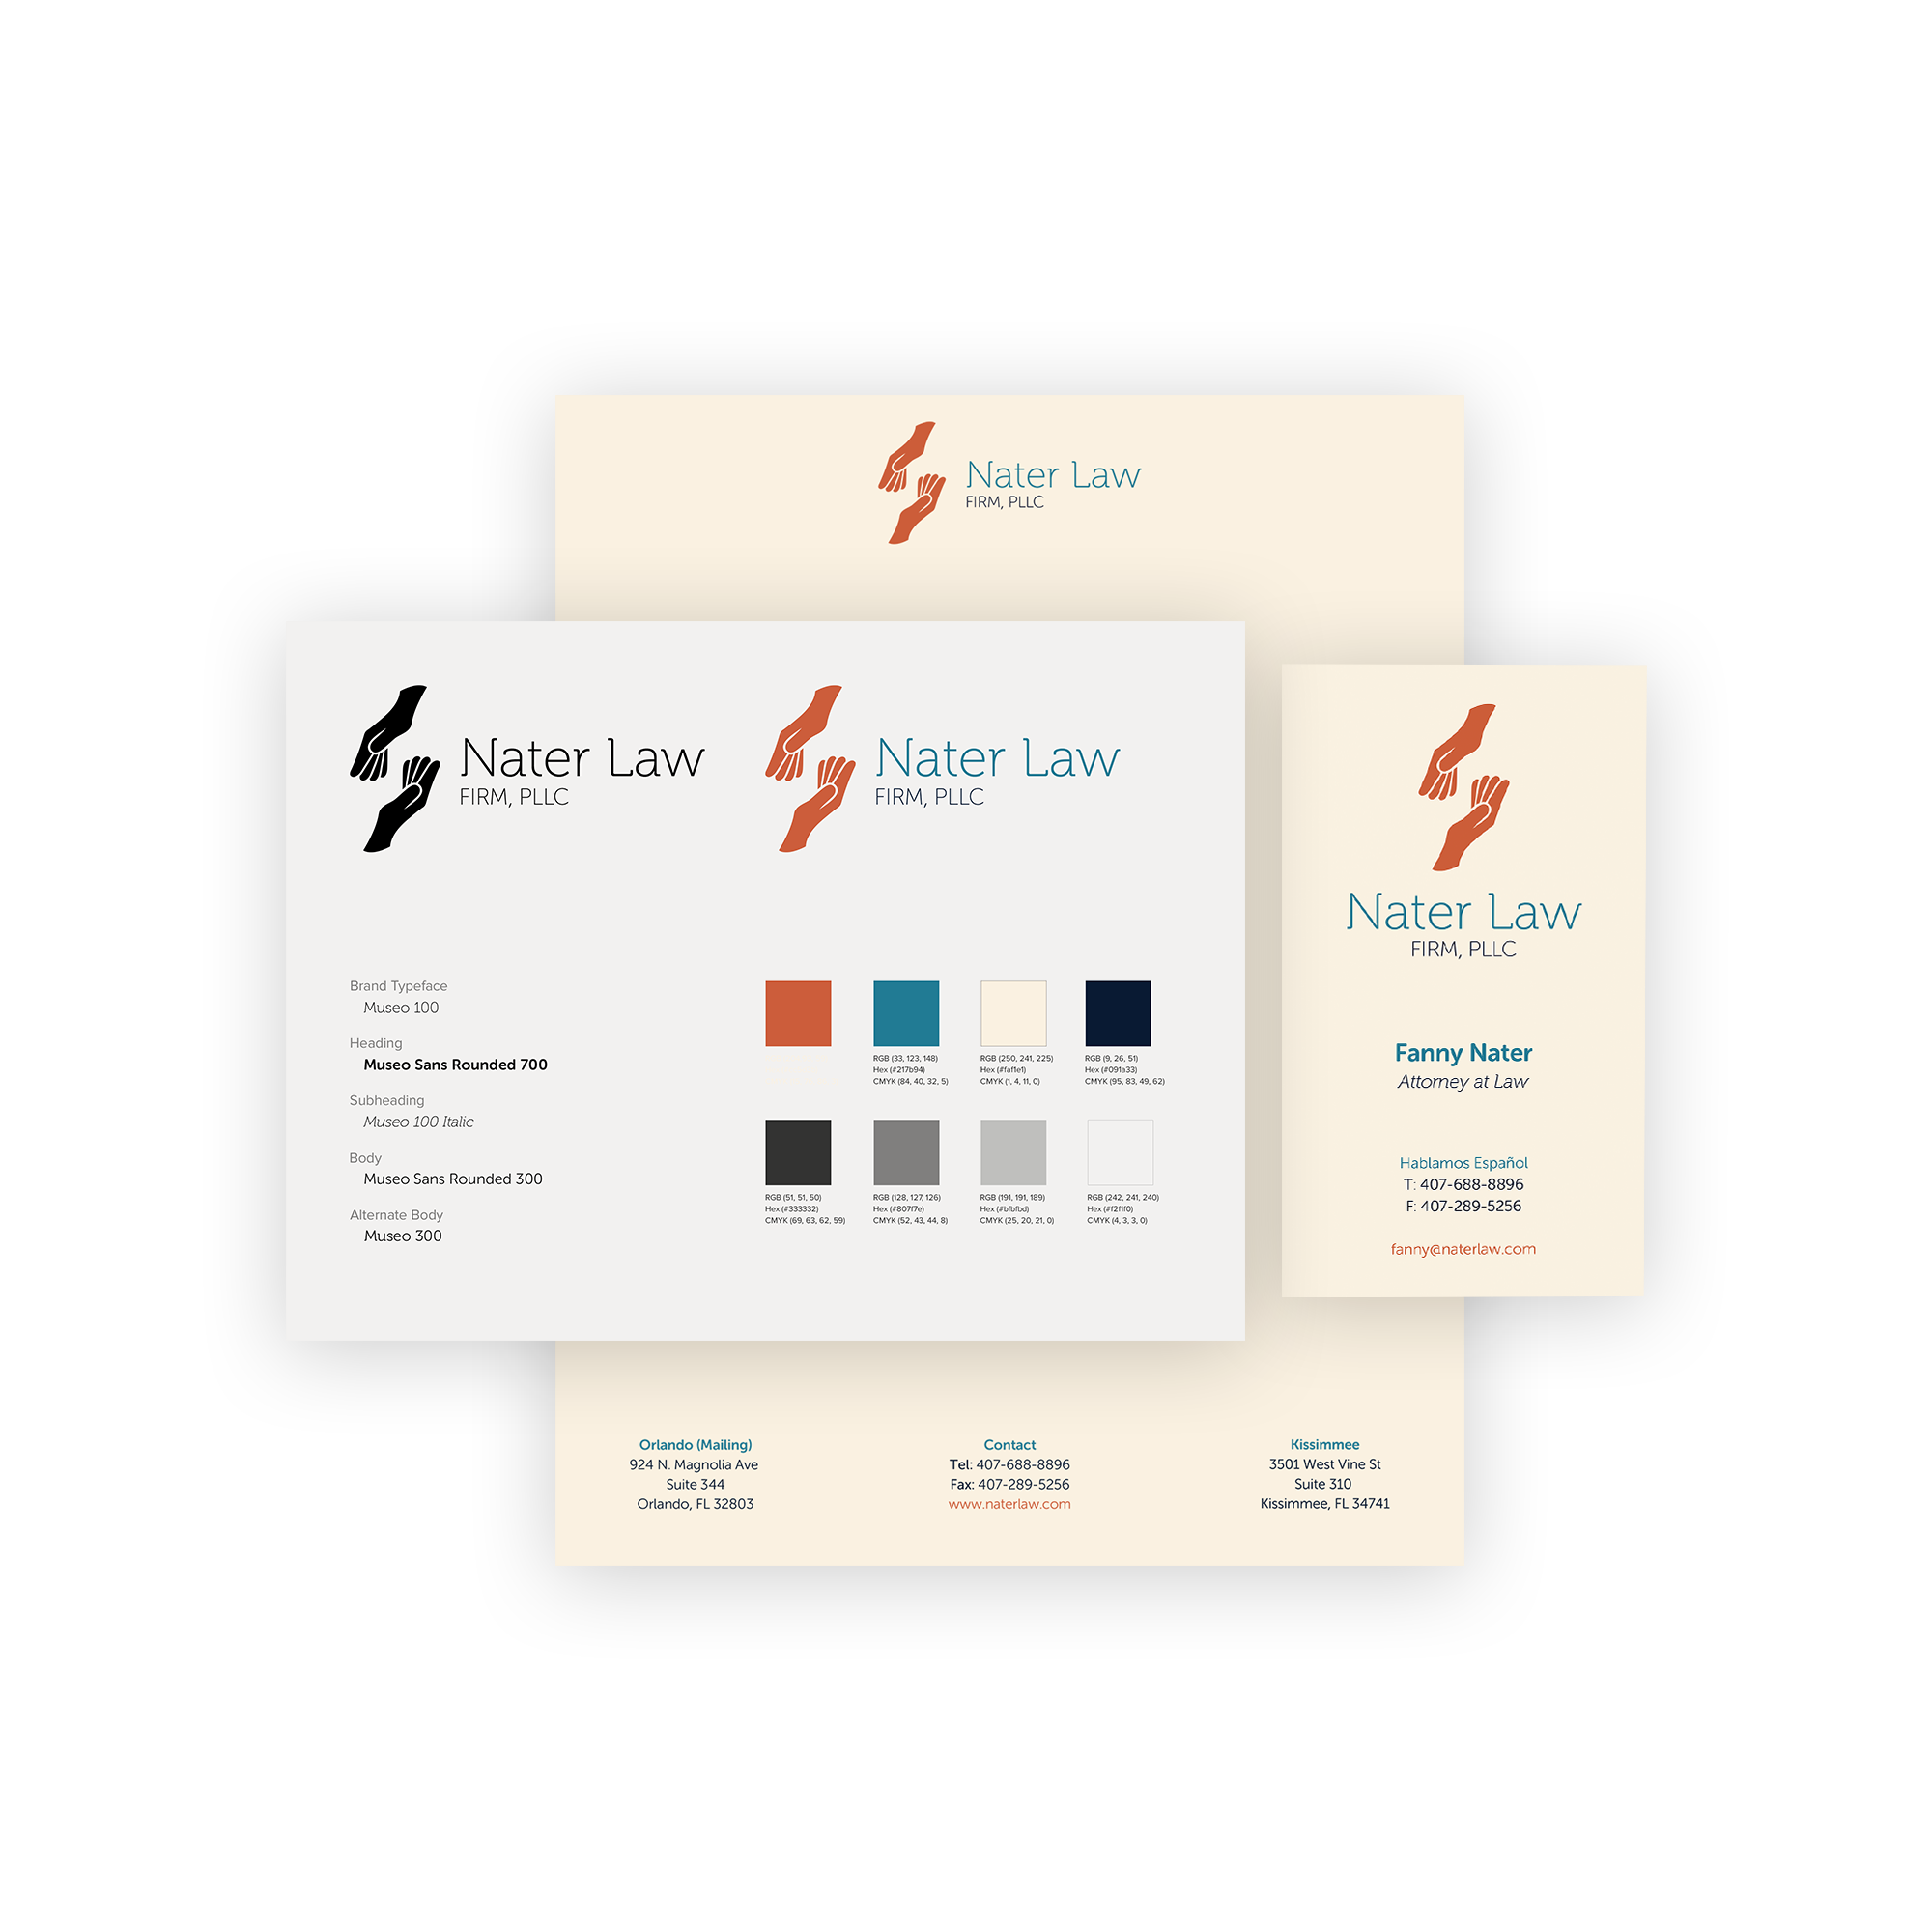 Nater Law
FIRM, PLLC
Nater Law
FIRM, PLLC
Nater Law
FIRM, PLLC
Brand Typeface
Museo 100
Heading
Museo Sans Rounded 700
Subheading
Museo 100 Italic
Body
Museo Sans Rounded 300
Alternate Body
Museo 300
RGB (33, 123, 148)
Hex (#217b94)
CMYK (84, 40, 32, 5)
RGB (250, 241, 225)
Hex (#faf1e1)
CMYK (1, 4, 11, 0)
RGB (9, 26, 51)
Hex (#091a33)
CMYK (95, 83, 49, 62)
RGB (51, 51, 50)
Hex (#333332)
CMYK (69, 63, 62, 59)
RGB (128, 127, 126)
Hex (#807f7e)
CMYK (52, 43, 44, 8)
RGB (191, 191, 189)
Hex (#bfbfbd)
CMYK (25, 20, 21, 0)
RGB (242, 241, 240)
Hex (#f2f1f0)
CMYK (4, 3, 3, 0)
Nater Law
FIRM, PLLC
Fanny Nater
Attorney at Law
Hablamos Español
T: 407-688-8896
F: 407-289-5256
fanny@naterlaw.com
Orlando (Mailing)
924 N. Magnolia Ave
Suite 344
Orlando, FL 32803
Contact
Tel: 407-688-8896
Fax: 407-289-5256
www.naterlaw.com
Kissimmee
3501 West Vine St
Suite 310
Kissimmee, FL 34741